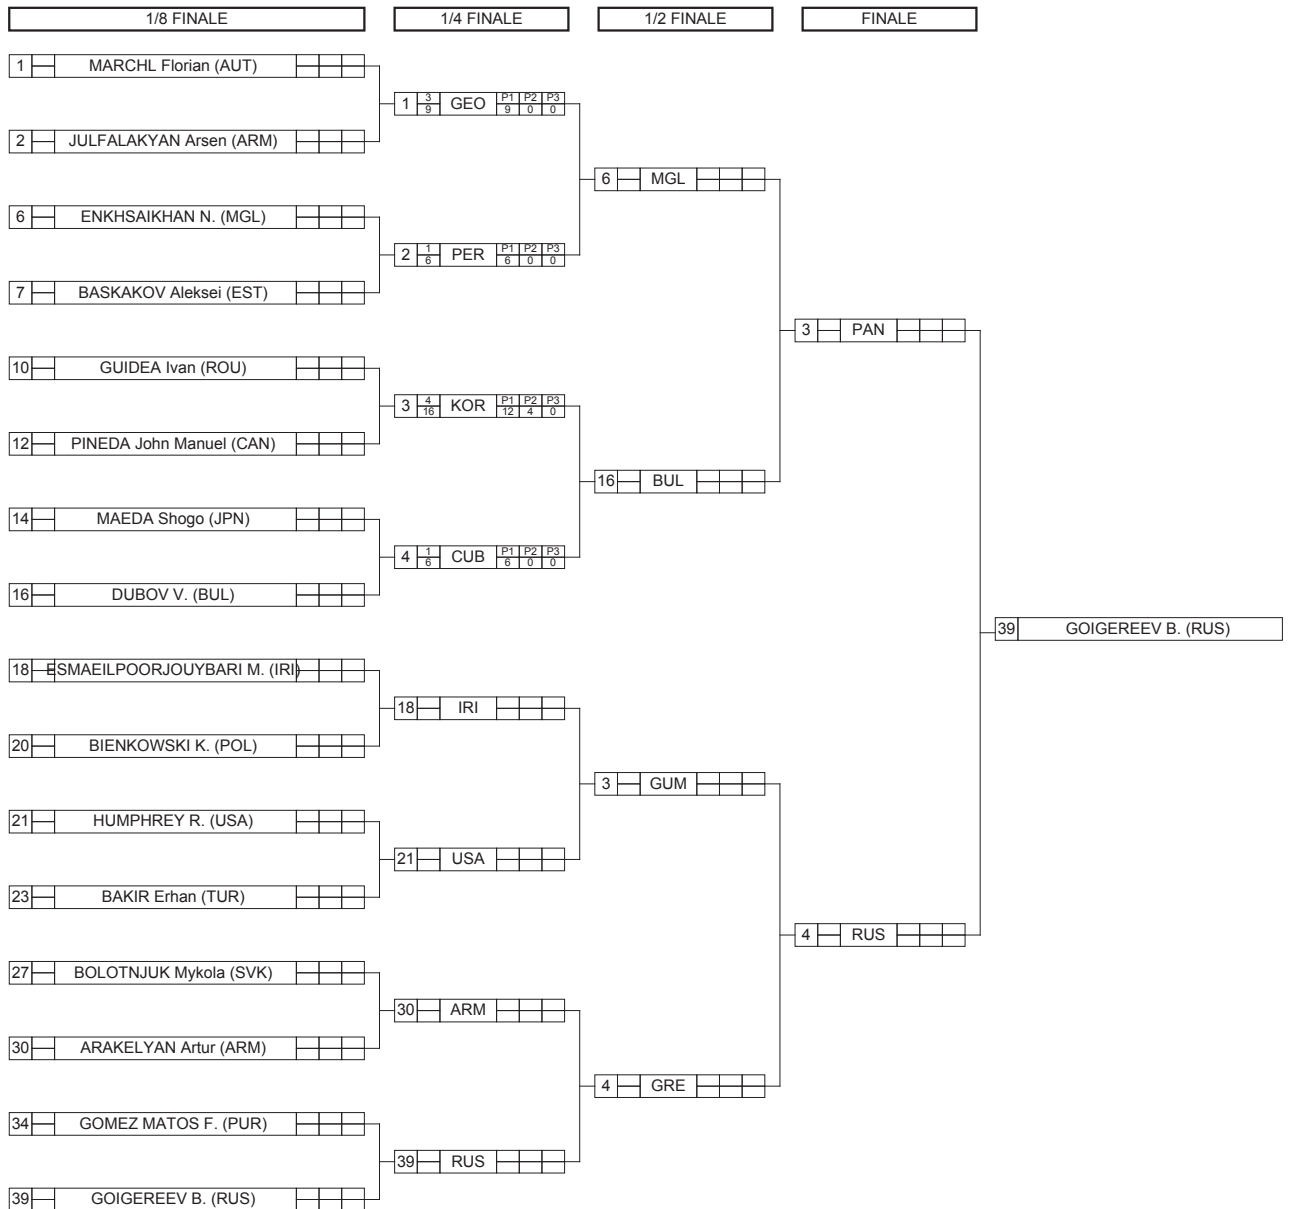 1/8 FINALE 1/4 FINALE 1/2 FINALE FINALE
1 MARCHL Florian (AUT)
1 3 9 GEO P1 P2 P3 9 0 0
2 JULFALAKYAN Arsen (ARM)
6 MGL
6 ENKHSAIKHAN N. (MGL)
2 1 6 PER P1 P2 P3 6 0 0
7 BASKAKOV Aleksei (EST)
3 PAN
10 GUIDEA Ivan (ROU)
3 4 16 KOR P1 P2 P3 12 4 0
12 PINEDA John Manuel (CAN)
16 BUL
14 MAEDA Shogo (JPN)
4 1 6 CUB P1 P2 P3 6 0 0
16 DUBOV V. (BUL)
39 GOIGEREEV B. (RUS)
18 ESMAEILPOORJOUYBARI M. (IRI)
18 IRI
20 BIENKOWSKI K. (POL)
3 GUM
21 HUMPHREY R. (USA)
21 USA
23 BAKIR Erhan (TUR)
4 RUS
27 BOLOTNJUK Mykola (SVK)
30 ARM
30 ARAKELYAN Artur (ARM)
4 GRE
34 GOMEZ MATOS F. (PUR)
39 RUS
39 GOIGEREEV B. (RUS)